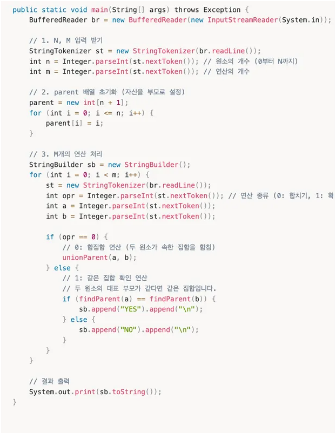 public static void main(String[] args) throws Exception {
    BufferedReader br = new BufferedReader(new InputStreamReader(System.in));

    // 1. N, M 입력 받기
    StringTokenizer st = new StringTokenizer(br.readLine());
    int n = Integer.parseInt(st.nextToken()); // 원소의 개수 (0부터 N까지)
    int m = Integer.parseInt(st.nextToken()); // 연산의 개수

    // 2. parent 배열 초기화 (자신을 부모로 설정)
    parent = new int[n + 1];
    for (int i = 0; i <= n; i++) {
        parent[i] = i;
    }

    // 3. M개의 연산 처리
    StringBuilder sb = new StringBuilder();
    for (int i = 0; i < m; i++) {
        st = new StringTokenizer(br.readLine());
        int opr = Integer.parseInt(st.nextToken()); // 연산 종류 (0: 합치기, 1: 확
        int a = Integer.parseInt(st.nextToken());
        int b = Integer.parseInt(st.nextToken());

        if (opr == 0) {
            // 0: 합집합 연산 (두 원소가 속한 집합을 합침)
            unionParent(a, b);
        } else {
            // 1: 같은 집합 확인 연산
            // 두 원소의 대표 부모가 같다면 같은 집합입니다.
            if (findParent(a) == findParent(b)) {
                sb.append("YES").append("\n");
            } else {
                sb.append("NO").append("\n");
            }
        }
    }

    // 결과 출력
    System.out.print(sb.toString());
}